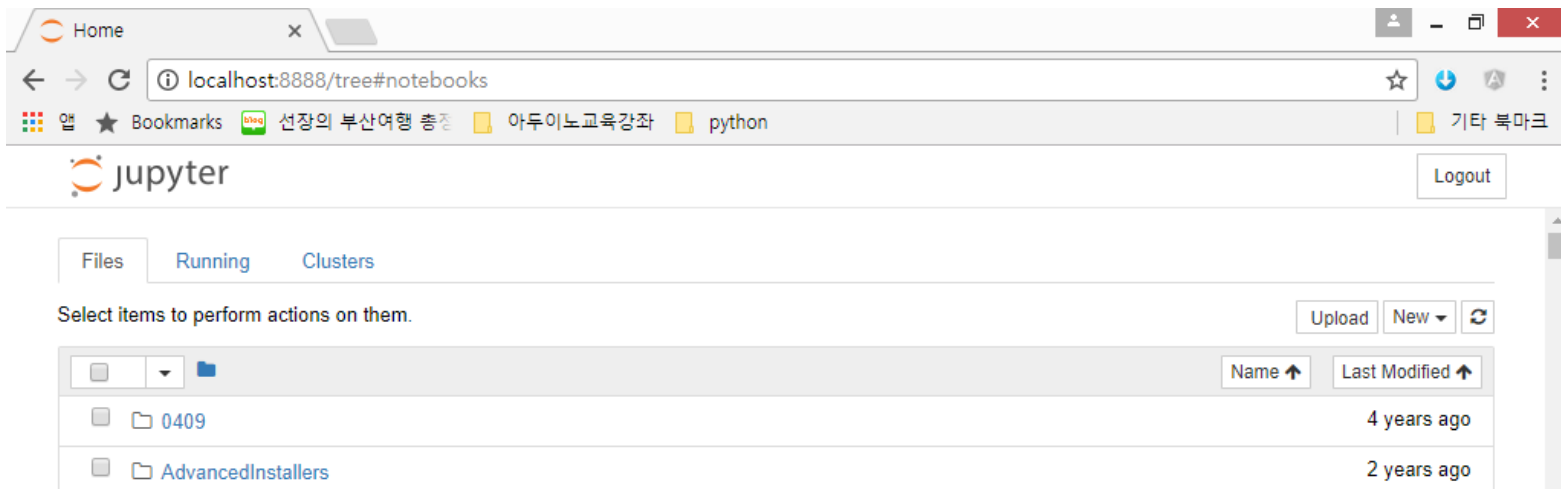 Home
localhost:8888/tree#notebooks
앱 Bookmarks blog 선장의 부산여행 총정 아두이노교육강좌 python 기타 북마크
jupyter Logout
Files Running Clusters
Select items to perform actions on them. Upload New
Name Last Modified
0409 4 years ago
AdvancedInstallers 2 years ago